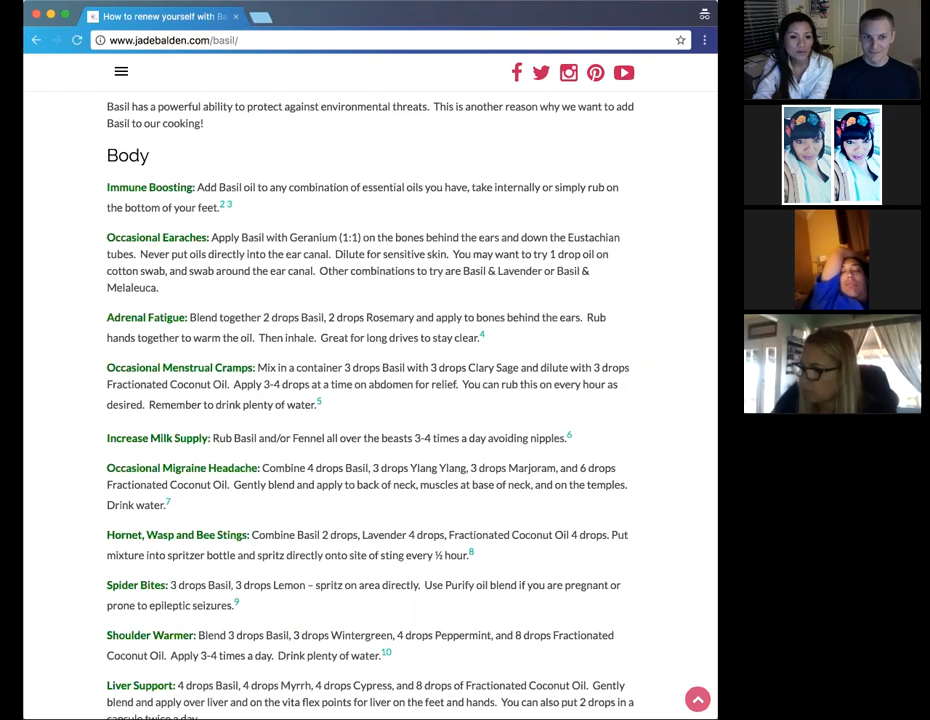 How to renew yourself with Ba
www.jadebalden.com/basil/
Basil has a powerful ability to protect against environmental threats. This is another reason why we want to add
Basil to our cooking!
Body
Immune Boosting: Add Basil oil to any combination of essential oils you have, take internally or simply rub on
the bottom of your feet.2 3
Occasional Earaches: Apply Basil with Geranium (1:1) on the bones behind the ears and down the Eustachian
tubes. Never put oils directly into the ear canal. Dilute for sensitive skin. You may want to try 1 drop oil on
cotton swab, and swab around the ear canal. Other combinations to try are Basil & Lavender or Basil &
Melaleuca.
Adrenal Fatigue: Blend together 2 drops Basil, 2 drops Rosemary and apply to bones behind the ears. Rub
hands together to warm the oil. Then inhale. Great for long drives to stay clear.4
Occasional Menstrual Cramps: Mix in a container 3 drops Basil with 3 drops Clary Sage and dilute with 3 drops
Fractionated Coconut Oil. Apply 3-4 drops at a time on abdomen for relief. You can rub this on every hour as
desired. Remember to drink plenty of water.5
Increase Milk Supply: Rub Basil and/or Fennel all over the beasts 3-4 times a day avoiding nipples.6
Occasional Migraine Headache: Combine 4 drops Basil, 3 drops Ylang Ylang, 3 drops Marjoram, and 6 drops
Fractionated Coconut Oil. Gently blend and apply to back of neck, muscles at base of neck, and on the temples.
Drink water.7
Hornet, Wasp and Bee Stings: Combine Basil 2 drops, Lavender 4 drops, Fractionated Coconut Oil 4 drops. Put
mixture into spritzer bottle and spritz directly onto site of sting every ½ hour.8
Spider Bites: 3 drops Basil, 3 drops Lemon – spritz on area directly. Use Purify oil blend if you are pregnant or
prone to epileptic seizures.9
Shoulder Warmer: Blend 3 drops Basil, 3 drops Wintergreen, 4 drops Peppermint, and 8 drops Fractionated
Coconut Oil. Apply 3-4 times a day. Drink plenty of water.10
Liver Support: 4 drops Basil, 4 drops Myrrh, 4 drops Cypress, and 8 drops of Fractionated Coconut Oil. Gently
blend and apply over liver and on the vita flex points for liver on the feet and hands. You can also put 2 drops in a
capsule twice a day.